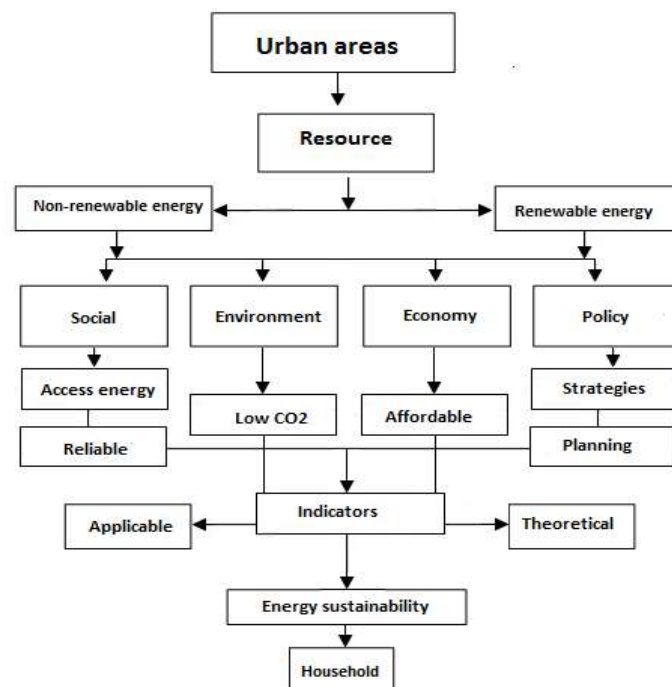 Urban areas
Resource
Non-renewable energy
Renewable energy
Social
Environment
Economy
Policy
Access energy
Low CO2
Affordable
Strategies
Reliable
Planning
Applicable
Indicators
Theoretical
Energy sustainability
Household